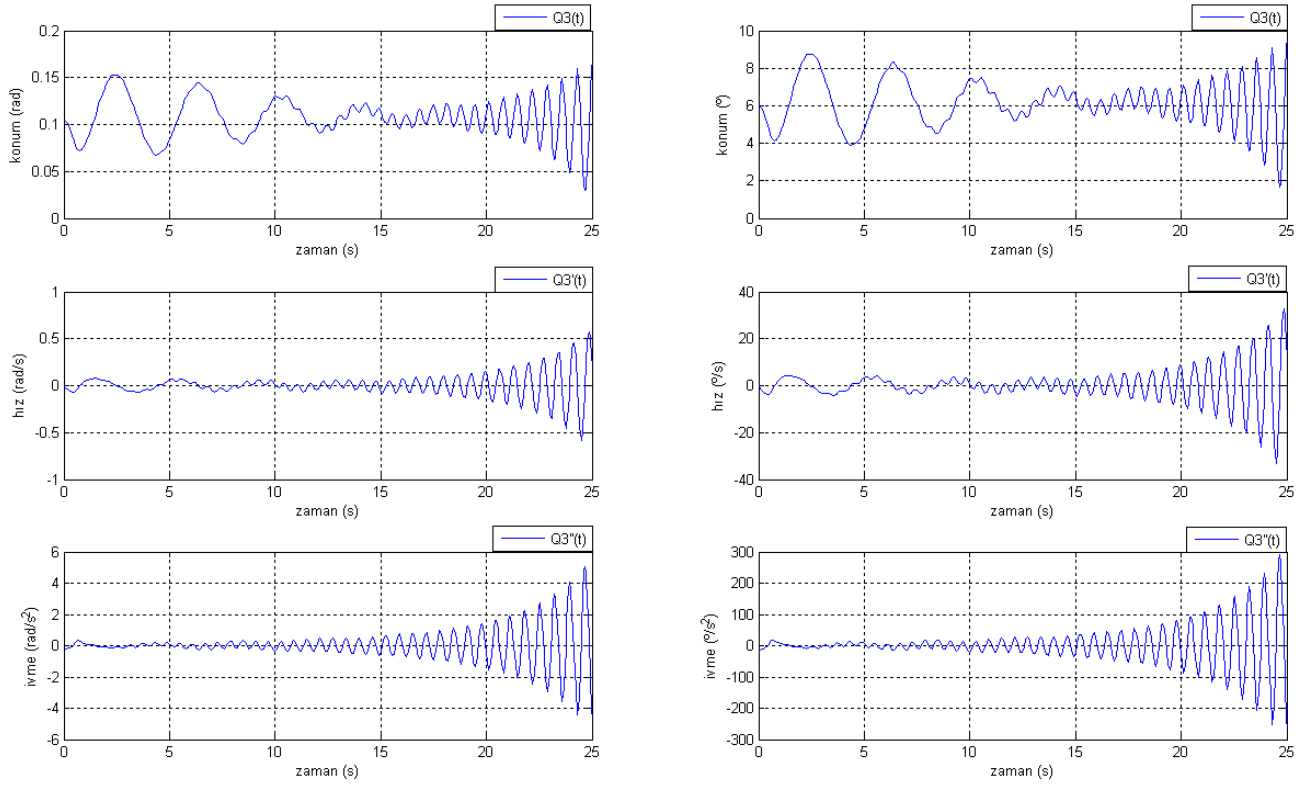 Q3(t)
0.2
0.15
0.1
0.05
0
konum (rad)
0 5 10 15 20 25
zaman (s)
Q3(t)
10
8
6
4
2
0
konum (º)
0 5 10 15 20 25
zaman (s)
Q3'(t)
1
0.5
0
-0.5
-1
hız (rad/s)
0 5 10 15 20 25
zaman (s)
Q3'(t)
40
20
0
-20
-40
hız (º/s)
0 5 10 15 20 25
zaman (s)
Q3''(t)
6
4
2
0
-2
-4
-6
ivme (rad/s²)
0 5 10 15 20 25
zaman (s)
Q3''(t)
300
200
100
0
-100
-200
-300
ivme (º/s²)
0 5 10 15 20 25
zaman (s)